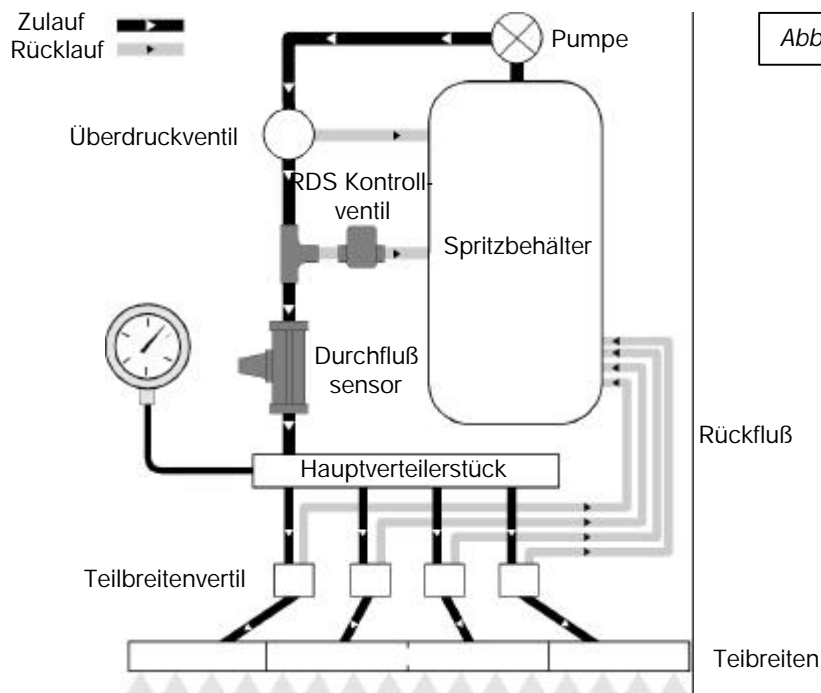 Zulauf
Rücklauf
Pumpe
Abb
Überdruckventil
RDS Kontroll-
ventil
Spritzbehälter
Durchfluß
sensor
Rückfluß
Hauptverteilerstück
Teilbreitenvertil
Teibreiten